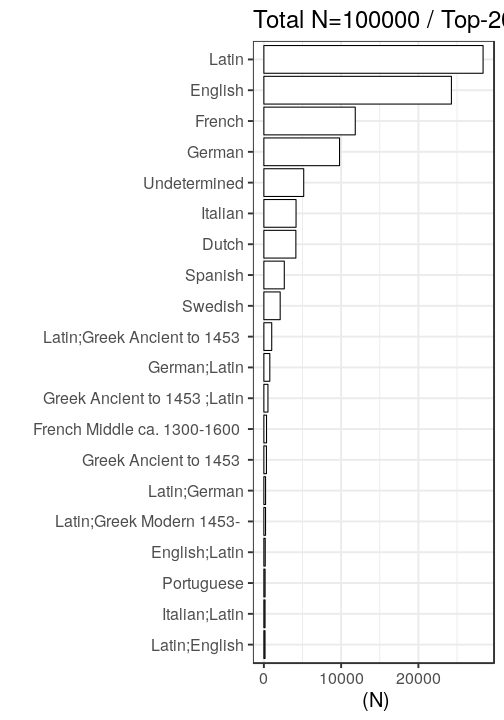 Total N=100000 / Top-20
Latin
English
French
German
Undetermined
Italian
Dutch
Spanish
Swedish
Latin;Greek Ancient to 1453
German;Latin
Greek Ancient to 1453 ;Latin
French Middle ca. 1300-1600
Greek Ancient to 1453
Latin;German
Latin;Greek Modern 1453-
English;Latin
Portuguese
Italian;Latin
Latin;English
0 10000 20000
(N)